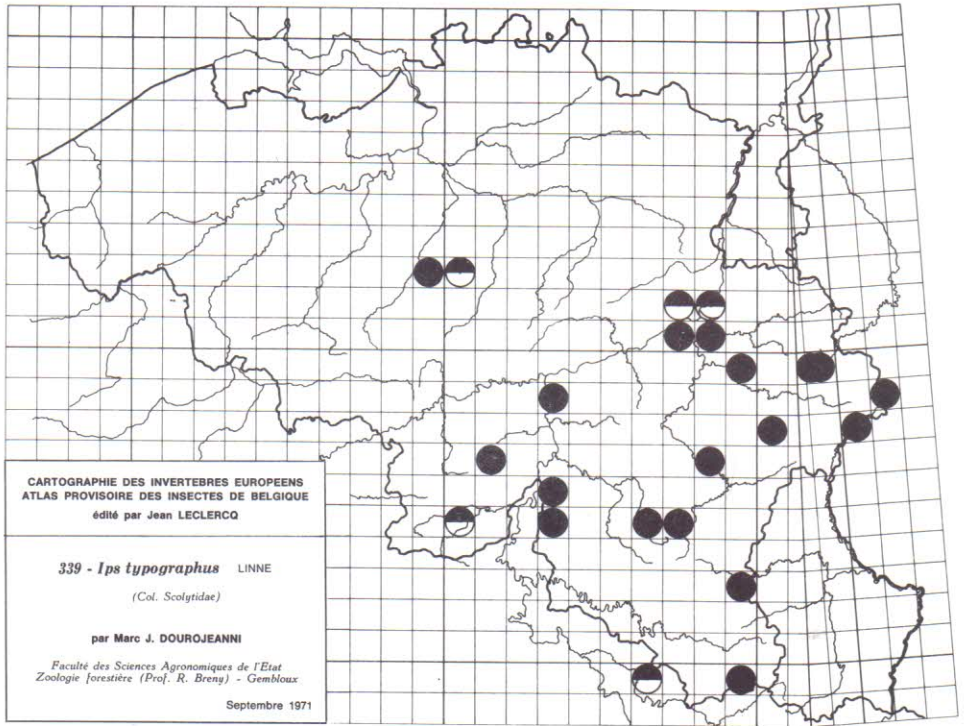 CARTOGRAPHIE DES INVERTEBRES EUROPEENS
ATLAS PROVISOIRE DES INSECTES DE BELGIQUE
édité par Jean LECLERCQ
339 - Ips typographus LINNE
(Col. Scolytidae)
par Marc J. DOUROJEANNI
Faculté des Sciences Agronomiques de l'Etat
Zoologie forestière (Prof. R. Breny) - Gembloux
Septembre 1971